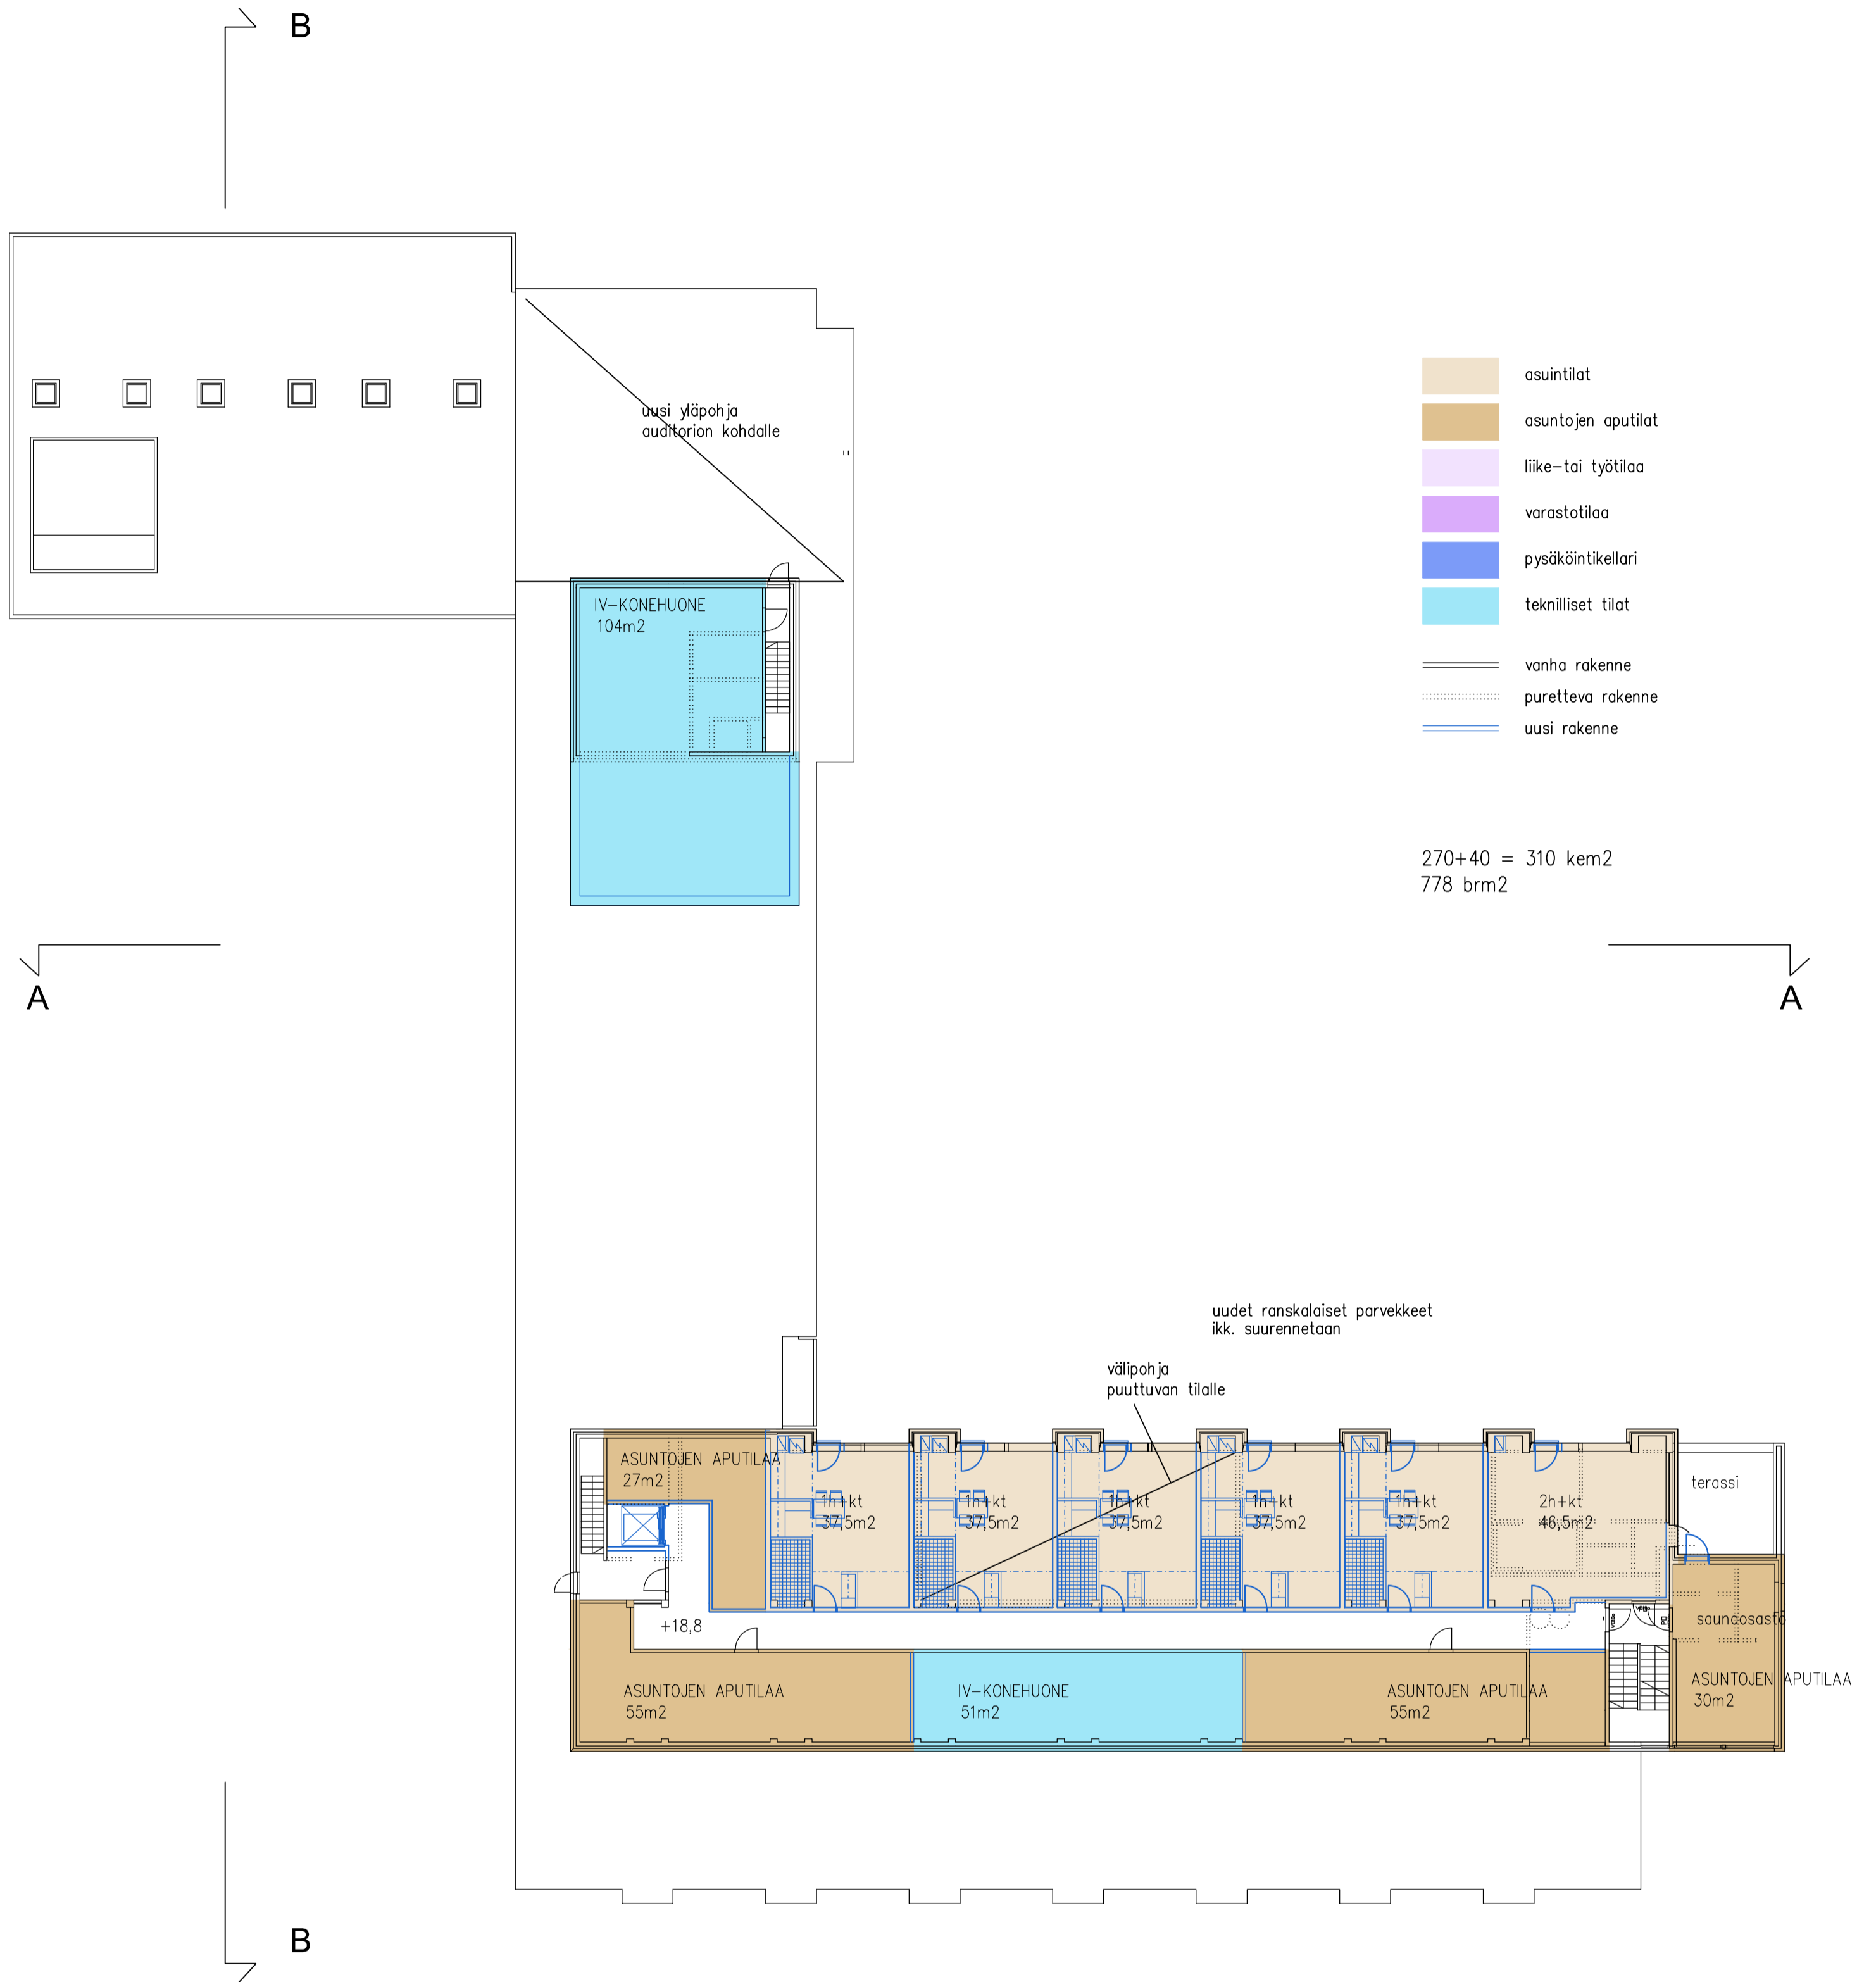 B
uusi yläpohja
auditorion kohdalle
asuintilat
asuntojen aputilat
liike-tai työtilaa
varastotilaa
pysäköintikellari
teknilliset tilat
vanha rakenne
puretteva rakenne
uusi rakenne
IV-KONEHUONE
104m2
270+40 = 310 kem2
778 brm2
A
A
uudet ranskalaiset parvekkeet
ikk. suurennetaan
välipohja
puuttuvan tilalle
ASUNTOJEN APUTILAA
27m2
1h+kt
37,5m2
1h+kt
37,5m2
1h+kt
37,5m2
1h+kt
37,5m2
1h+kt
37,5m2
2h+kt
46,5m2
terassi
+18,8
saunaosasto
ASUNTOJEN APUTILAA
55m2
IV-KONEHUONE
51m2
ASUNTOJEN APUTILAA
55m2
ASUNTOJEN APUTILAA
30m2
B